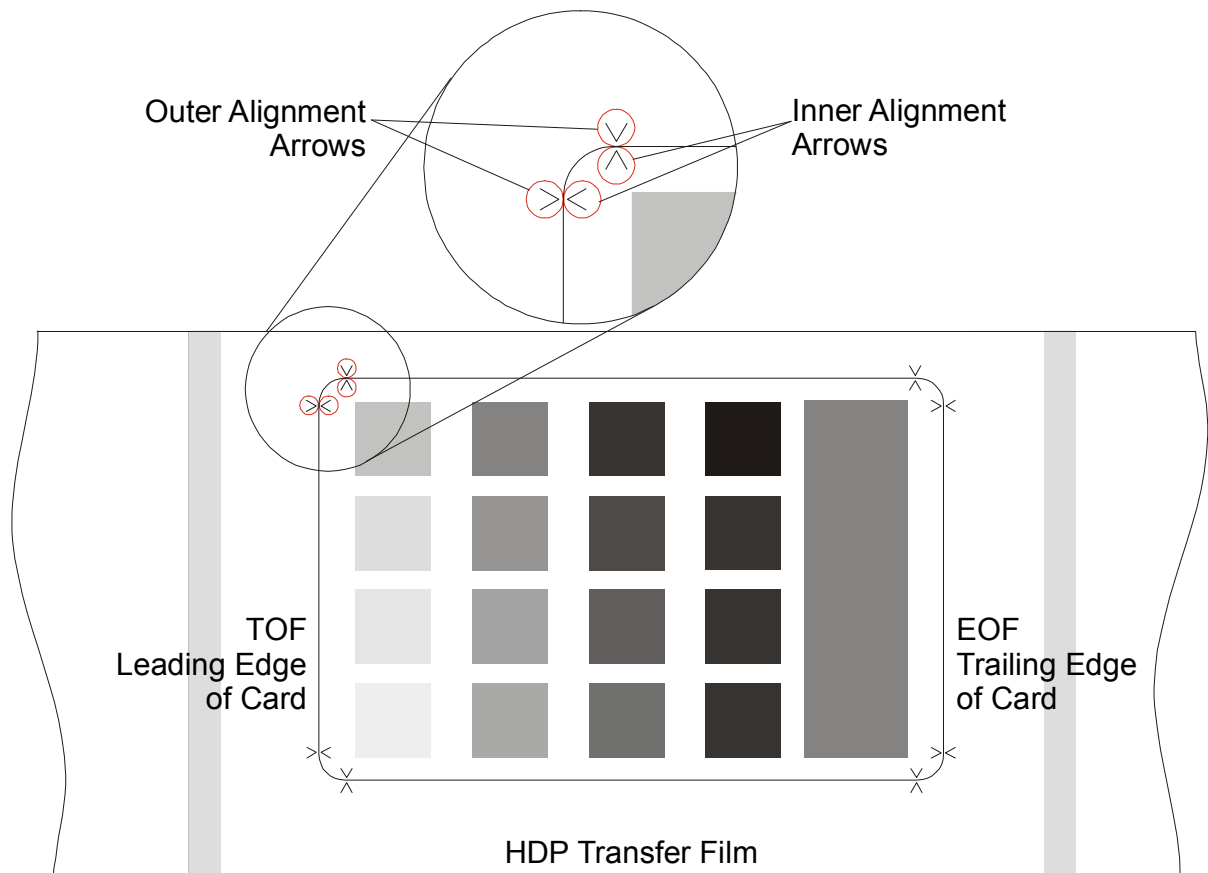 Outer Alignment
Arrows
Inner Alignment
Arrows
TOF
Leading Edge
of Card
EOF
Trailing Edge
of Card
HDP Transfer Film